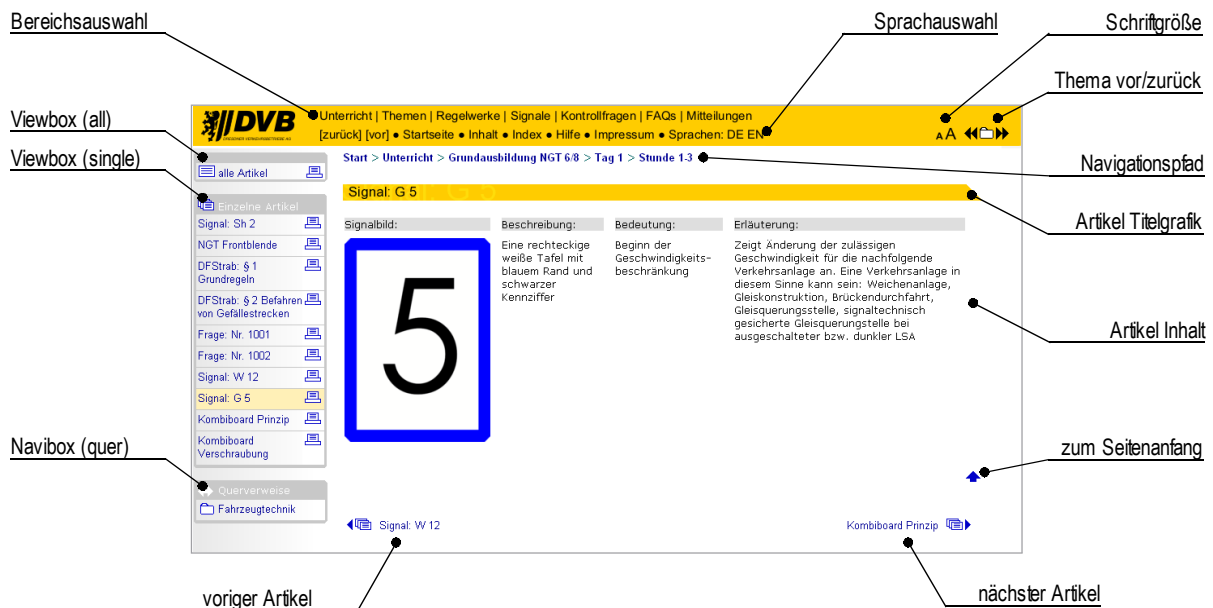 Bereichsauswahl
Sprachauswahl
Schriftgröße
Thema vor/zurück
Viewbox (all)
Viewbox (single)
Navigationspfad
Artikel Titelgrafik
Artikel Inhalt
Navibox (quer)
zum Seitenanfang
voriger Artikel
nächster Artikel
DVB
DRESDNER VERKEHRSBETRIEBE AG
Unterricht | Themen | Regelwerke | Signale | Kontrollfragen | FAQs | Mitteilungen
[zurück] [vor] ● Startseite ● Inhalt ● Index ● Hilfe ● Impressum ● Sprachen: DE EN
A A
Start > Unterricht > Grundausbildung NGT 6/8 > Tag 1 > Stunde 1-3
alle Artikel
Einzelne Artikel
Signal: Sh 2
NGT Frontblende
DFStrab: § 1
Grundregeln
DFStrab: § 2 Befahren
von Gefällestrecken
Frage: Nr. 1001
Frage: Nr. 1002
Signal: W 12
Signal: G 5
Kombiboard Prinzip
Kombiboard
Verschraubung
Querverweise
Fahrzeugtechnik
Signal: G 5
G 5
Signalbild:
5
Beschreibung:
Eine rechteckige
weiße Tafel mit
blauem Rand und
schwarzer
Kennziffer
Bedeutung:
Beginn der
Geschwindigkeits-
beschränkung
Erläuterung:
Zeigt Änderung der zulässigen
Geschwindigkeit für die nachfolgende
Verkehrsanlage an. Eine Verkehrsanlage in
diesem Sinne kann sein: Weichenanlage,
Gleiskonstruktion, Brückendurchfahrt,
Gleisquerungsstelle, signaltechnisch
gesicherte Gleisquerungstelle bei
ausgeschalteter bzw. dunkler LSA
Signal: W 12
Kombiboard Prinzip